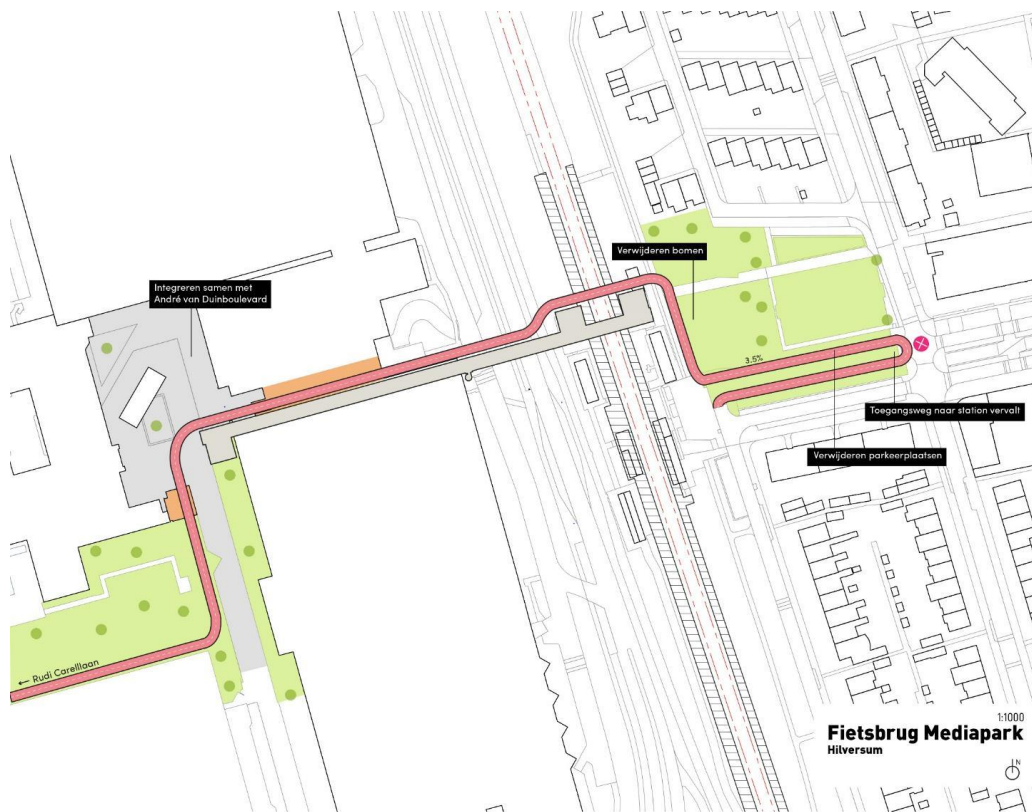 Verwijderen bomen
Integreren samen met
André van Duinboulevard
3.5%
Toegangsweg naar station vervalt
Verwijderen parkeerplaatsen
← Rudi Carelllaan
1:1000
Fietsbrug Mediapark
Hilversum
N